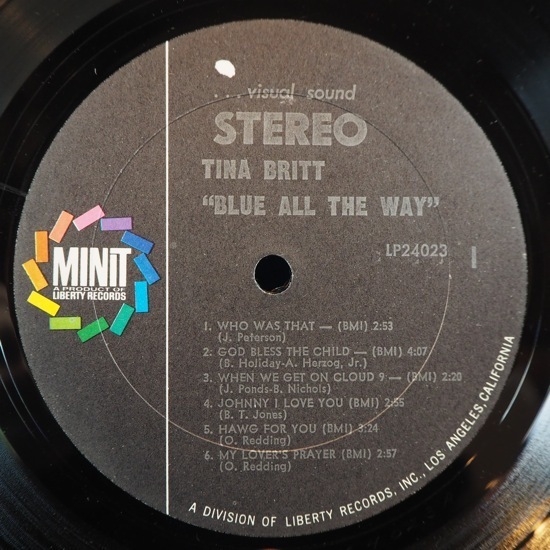 ...visual sound
STEREO
TINA BRITT
"BLUE ALL THE WAY"
LP24023 1
MINIT
A PRODUCT OF
LIBERTY RECORDS
1. WHO WAS THAT — (BMI) 2:53
(J. Peterson)
2. GOD BLESS THE CHILD — (BMI) 4:07
(B. Holiday-A. Herzog, Jr.)
3. WHEN WE GET ON CLOUD 9 — (BMI) 2:20
(J. Ponds-B. Nichols)
4. JOHNNY I LOVE YOU (BMI) 2:55
(B. T. Jones)
5. HAWG FOR YOU (BMI) 3:24
(O. Redding)
6. MY LOVER'S PRAYER (BMI) 2:57
(O. Redding)
A DIVISION OF LIBERTY RECORDS, INC., LOS ANGELES, CALIFORNIA